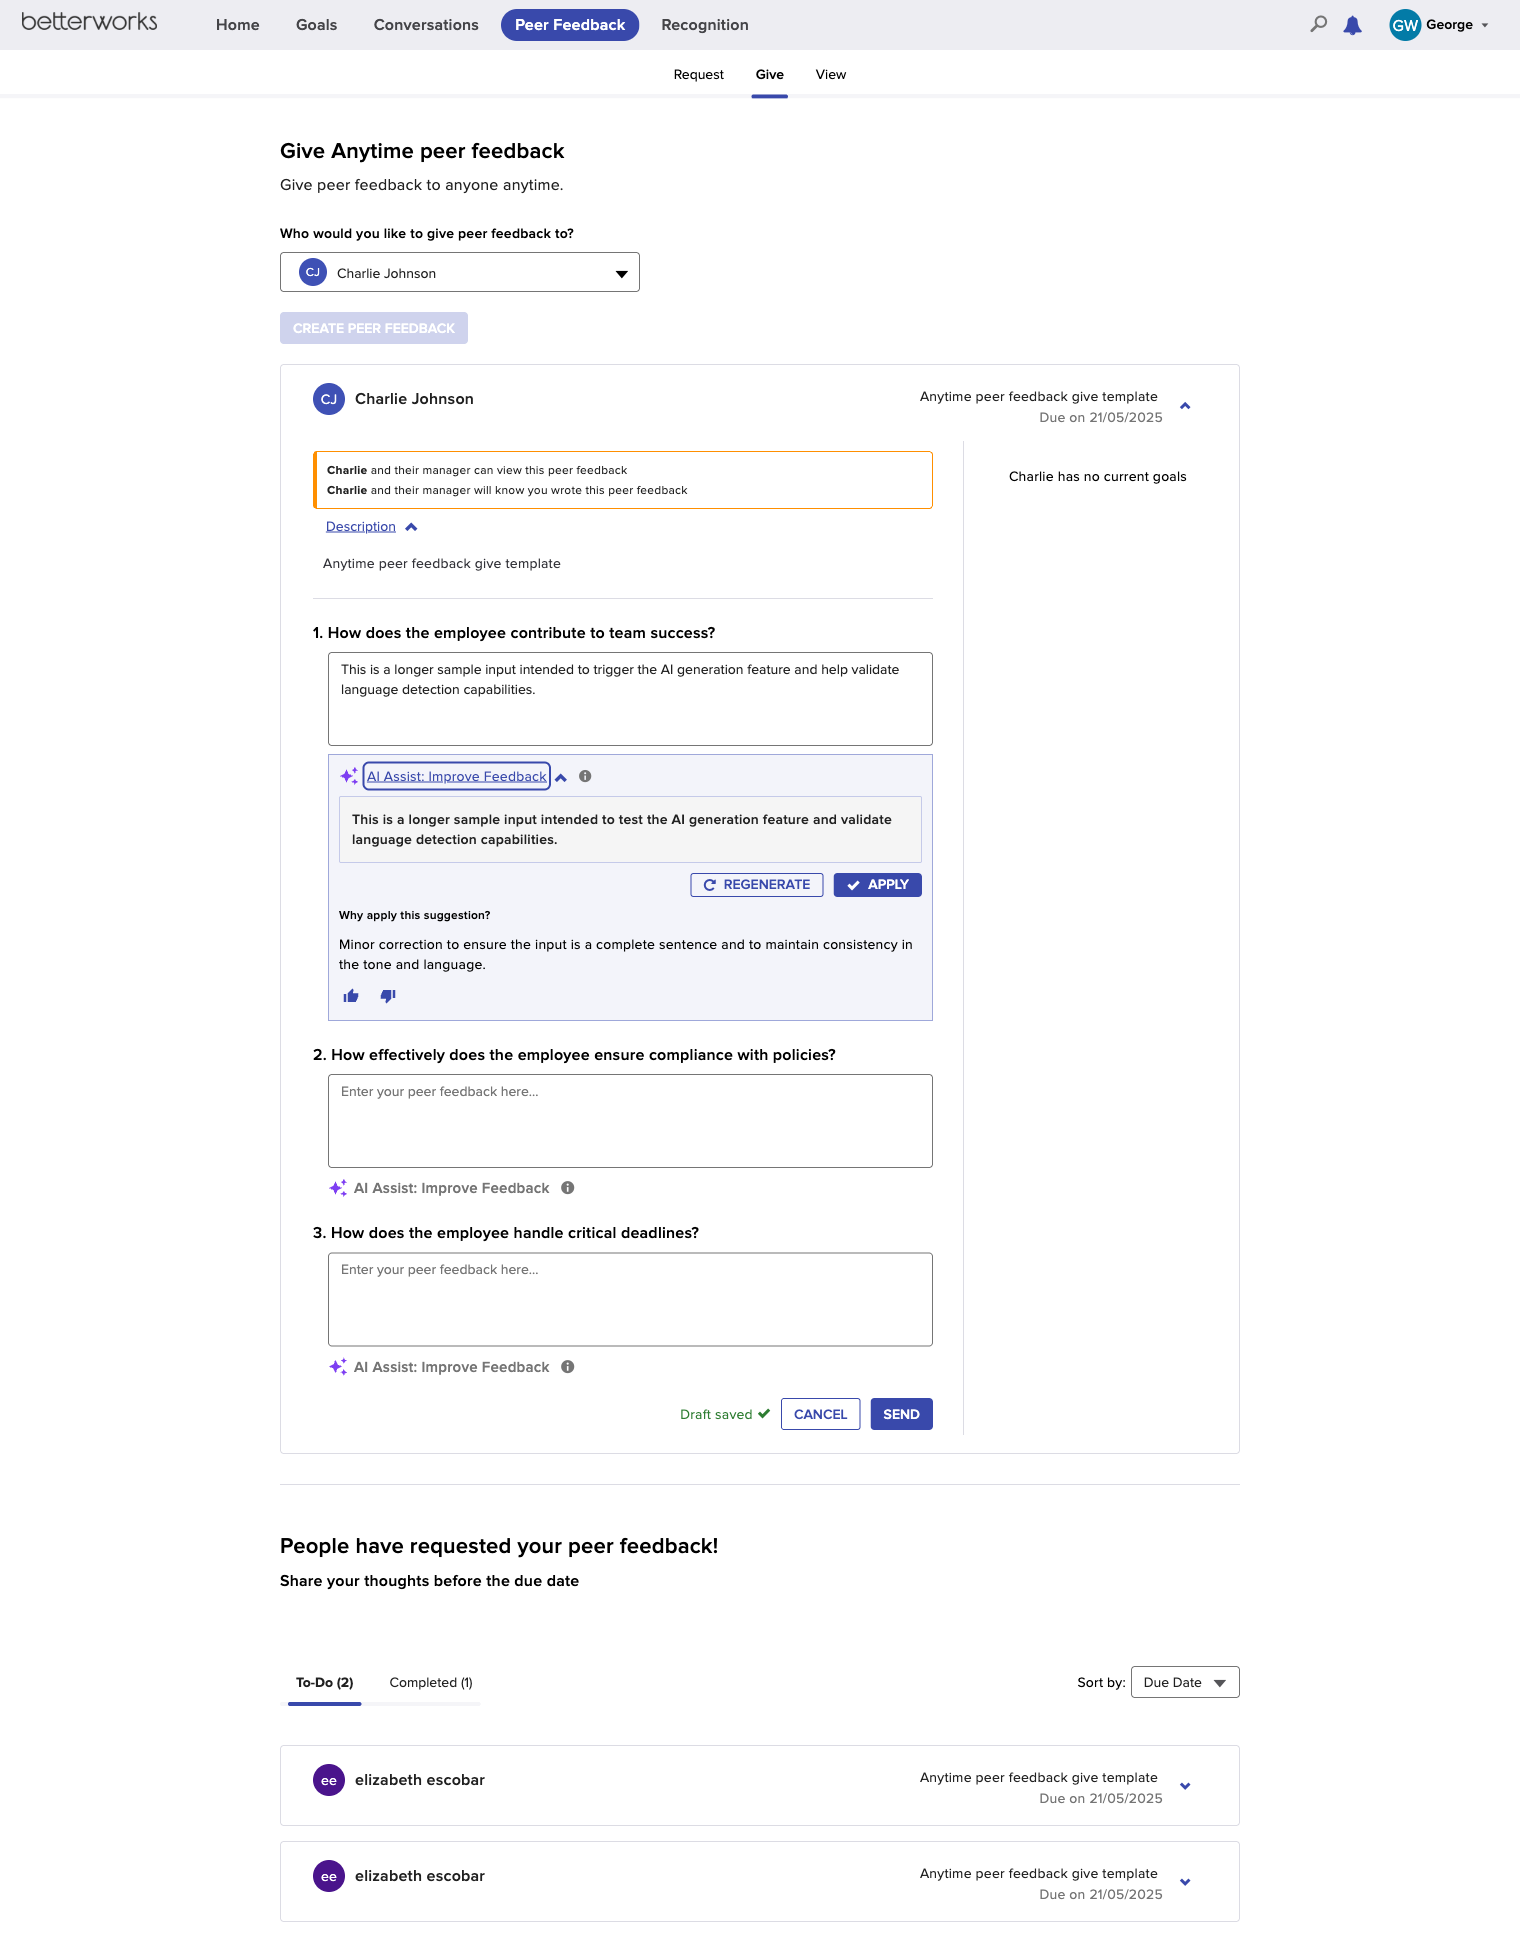 betterworks
Home Goals Conversations Peer Feedback Recognition
GW George
Request Give View
Give Anytime peer feedback
Give peer feedback to anyone anytime.
Who would you like to give peer feedback to?
CJ Charlie Johnson
CREATE PEER FEEDBACK
CJ Charlie Johnson
Anytime peer feedback give template
Due on 21/05/2025
Charlie and their manager can view this peer feedback
Charlie and their manager will know you wrote this peer feedback
Charlie has no current goals
Description
Anytime peer feedback give template
1. How does the employee contribute to team success?
This is a longer sample input intended to trigger the AI generation feature and help validate
language detection capabilities.
AI Assist: Improve Feedback
This is a longer sample input intended to test the AI generation feature and validate
language detection capabilities.
REGENERATE APPLY
Why apply this suggestion?
Minor correction to ensure the input is a complete sentence and to maintain consistency in
the tone and language.
2. How effectively does the employee ensure compliance with policies?
Enter your peer feedback here...
AI Assist: Improve Feedback
3. How does the employee handle critical deadlines?
Enter your peer feedback here...
AI Assist: Improve Feedback
Draft saved CANCEL SEND
People have requested your peer feedback!
Share your thoughts before the due date
To-Do (2) Completed (1)
Sort by: Due Date
ee elizabeth escobar
Anytime peer feedback give template
Due on 21/05/2025
ee elizabeth escobar
Anytime peer feedback give template
Due on 21/05/2025